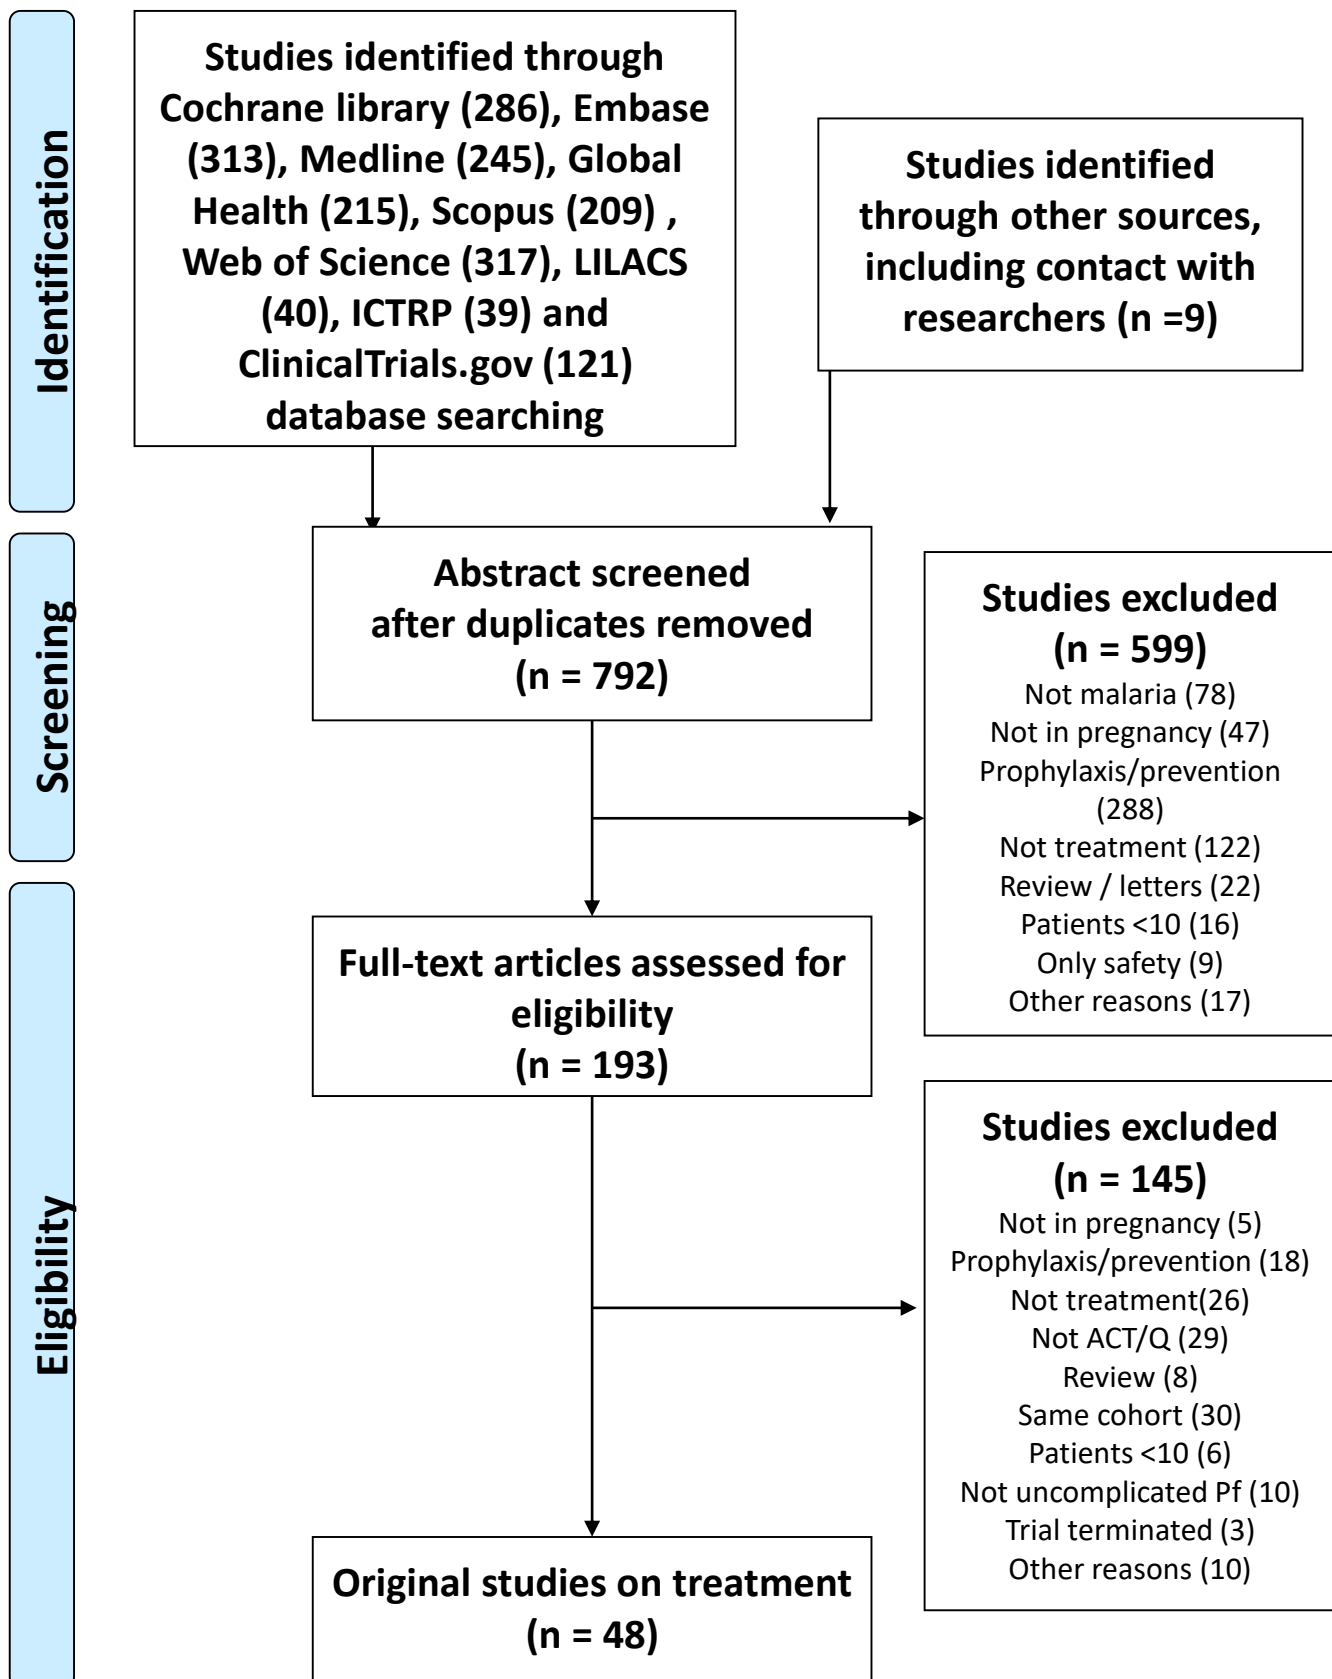 Identification
Studies identified through
Cochrane library (286), Embase
(313), Medline (245), Global
Health (215), Scopus (209) ,
Web of Science (317), LILACS
(40), ICTRP (39) and
ClinicalTrials.gov (121)
database searching
Studies identified
through other sources,
including contact with
researchers (n =9)
Screening
Abstract screened
after duplicates removed
(n = 792)
Studies excluded
(n = 599)
Not malaria (78)
Not in pregnancy (47)
Prophylaxis/prevention
(288)
Not treatment (122)
Review / letters (22)
Patients <10 (16)
Only safety (9)
Other reasons (17)
Eligibility
Full-text articles assessed for
eligibility
(n = 193)
Studies excluded
(n = 145)
Not in pregnancy (5)
Prophylaxis/prevention (18)
Not treatment(26)
Not ACT/Q (29)
Review (8)
Same cohort (30)
Patients <10 (6)
Not uncomplicated Pf (10)
Trial terminated (3)
Other reasons (10)
Original studies on treatment
(n = 48)